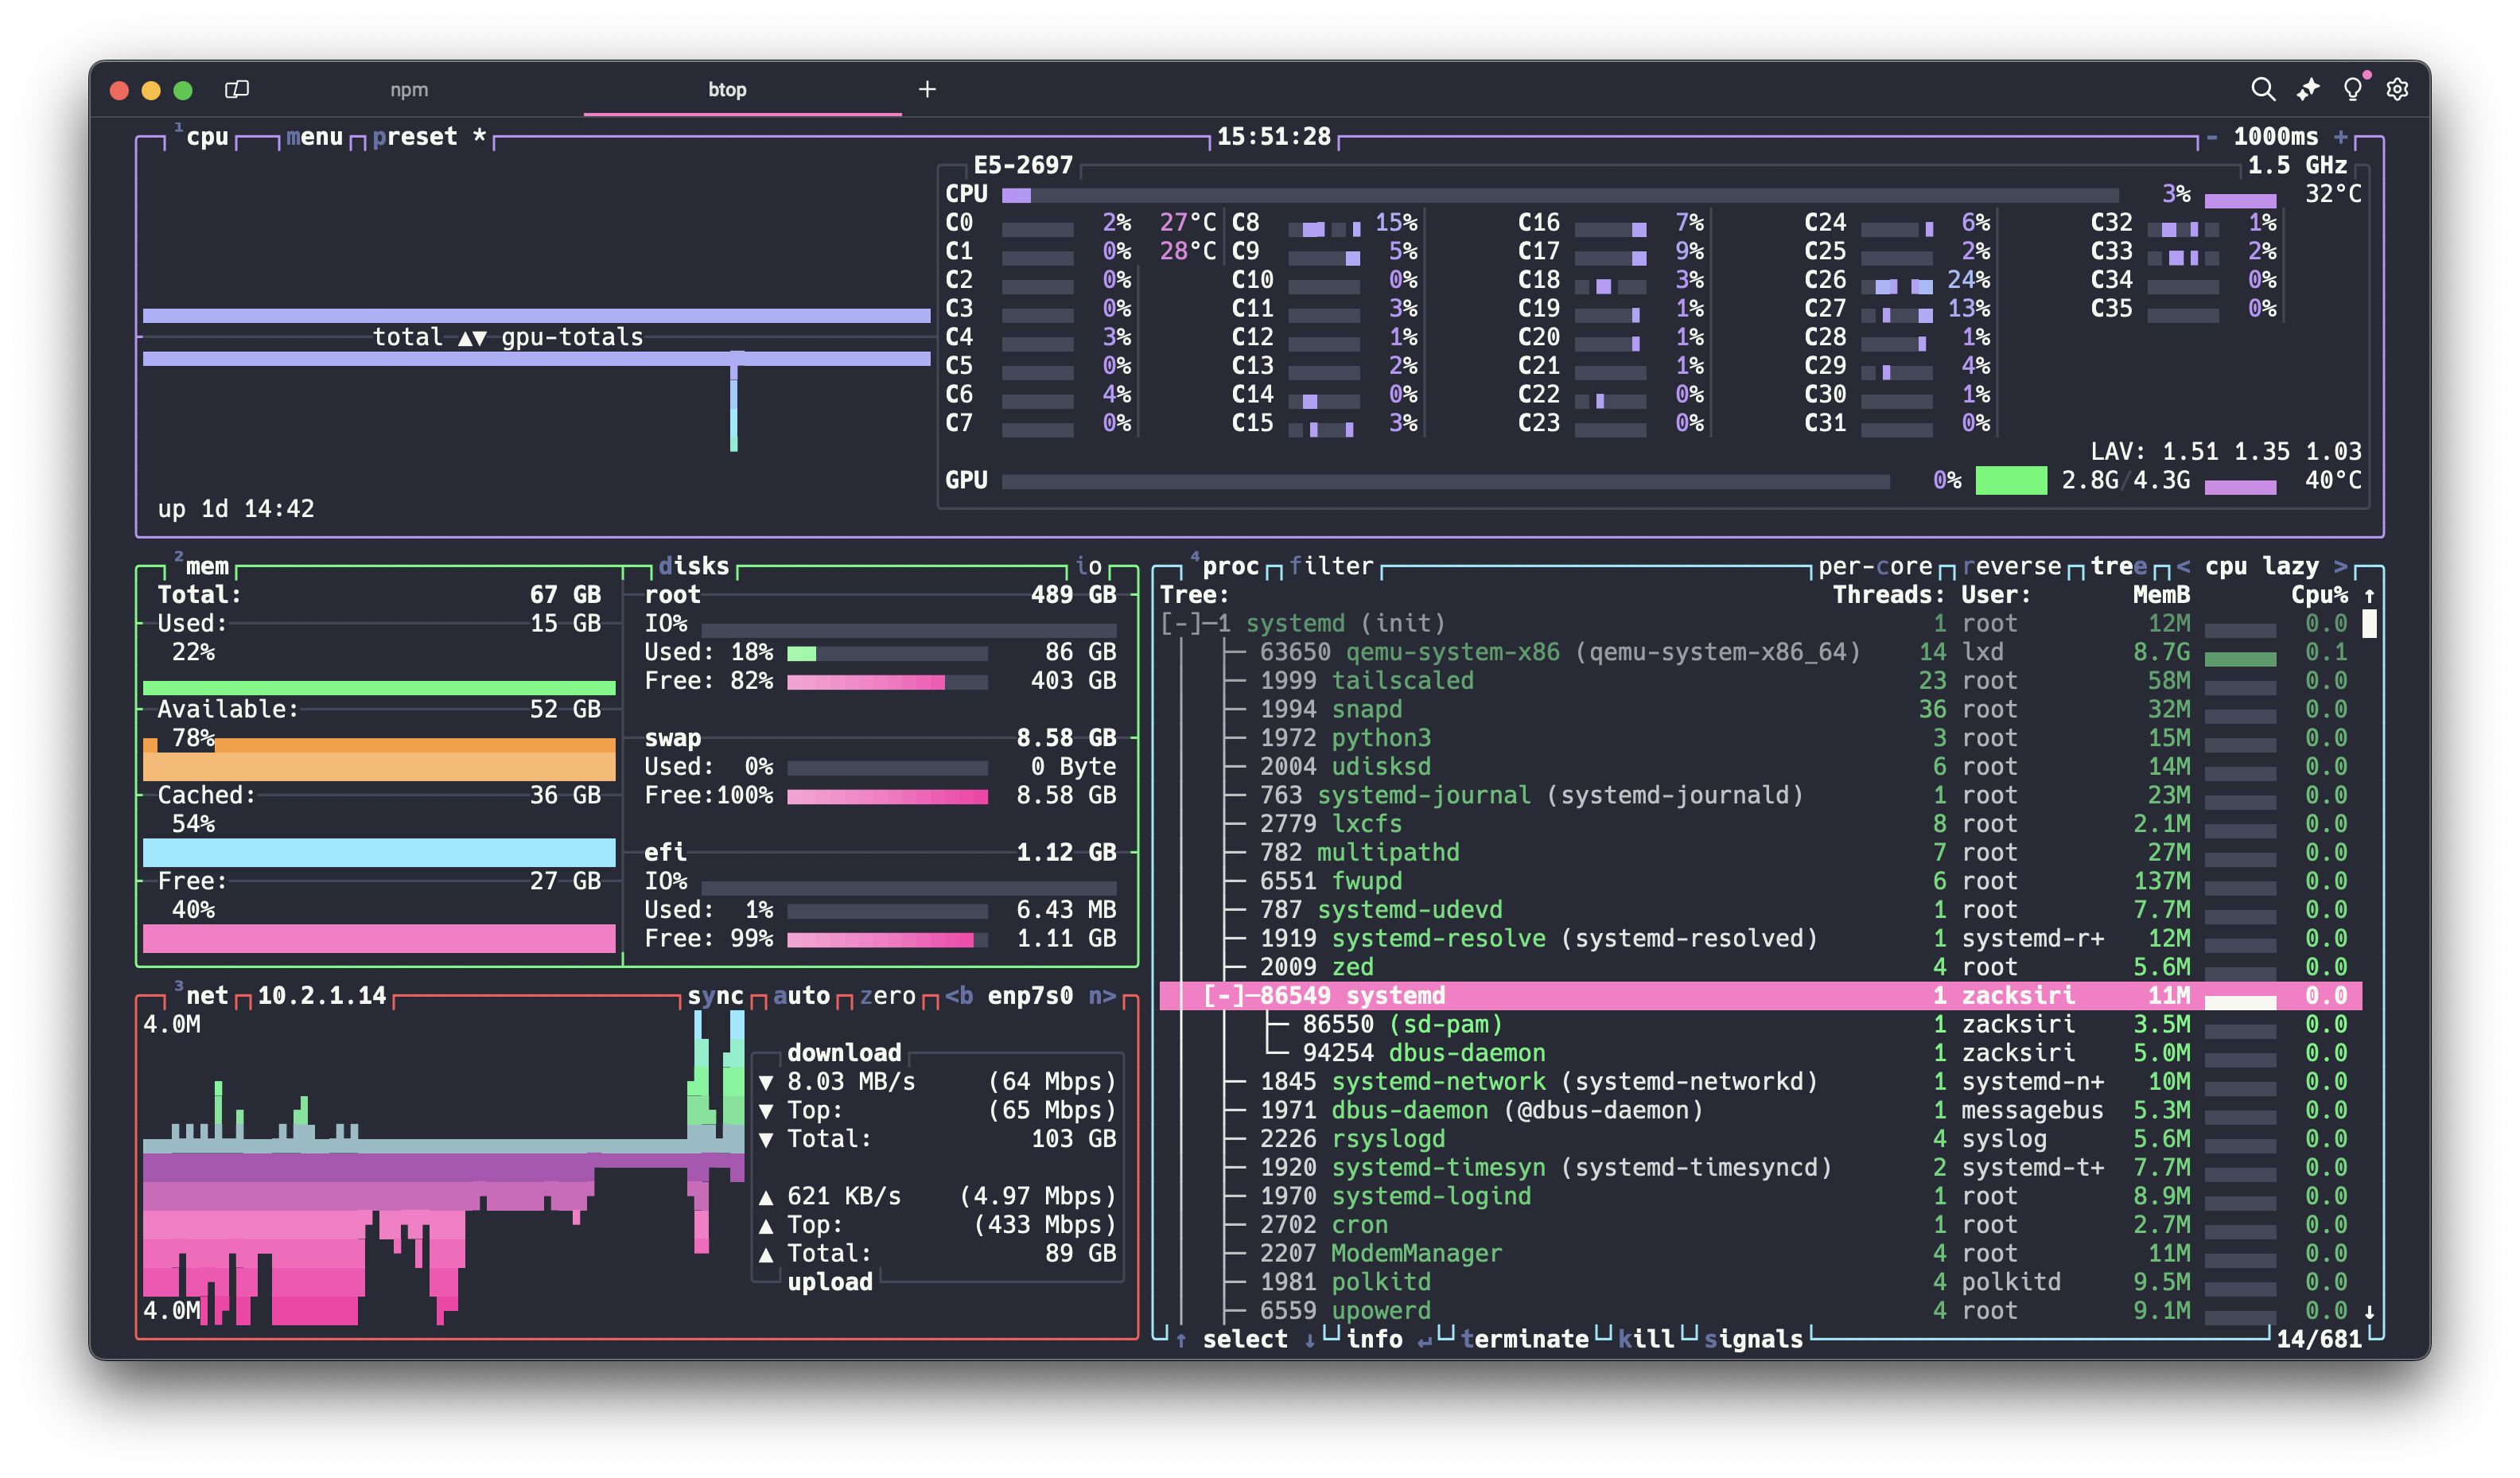 npm btop +
1cpu menu preset * 15:51:28 - 1000ms +
E5-2697 1.5 GHz
CPU 3% 32°C
C0 2% 27°C C8 15% C16 7% C24 6% C32 1%
C1 0% 28°C C9 5% C17 9% C25 2% C33 2%
C2 0% C10 0% C18 3% C26 24% C34 0%
C3 0% C11 3% C19 1% C27 13% C35 0%
total ▲▼ gpu-totals
C4 3% C12 1% C20 1% C28 1%
C5 0% C13 2% C21 1% C29 4%
C6 4% C14 0% C22 0% C30 1%
C7 0% C15 3% C23 0% C31 0%
LAV: 1.51 1.35 1.03
GPU 0% 2.8G/4.3G 40°C
up 1d 14:42
2mem disks io
Total: 67 GB
Used: 15 GB
22%
Available: 52 GB
78%
Cached: 36 GB
54%
Free: 27 GB
40%
root 489 GB
IO%
Used: 18% 86 GB
Free: 82% 403 GB
swap 8.58 GB
Used: 0% 0 Byte
Free:100% 8.58 GB
efi 1.12 GB
IO%
Used: 1% 6.43 MB
Free: 99% 1.11 GB
3net 10.2.1.14 sync auto zero <b enp7s0 n>
4.0M
4.0M
download
▼ 8.03 MB/s (64 Mbps)
▼ Top: (65 Mbps)
▼ Total: 103 GB
▲ 621 KB/s (4.97 Mbps)
▲ Top: (433 Mbps)
▲ Total: 89 GB
upload
4proc filter per-core reverse tree < cpu lazy >
Tree: Threads: User: MemB Cpu% ↑
[-]─1 systemd (init) 1 root 12M 0.0
63650 qemu-system-x86 (qemu-system-x86_64) 14 lxd 8.7G 0.1
1999 tailscaled 23 root 58M 0.0
1994 snapd 36 root 32M 0.0
1972 python3 3 root 15M 0.0
2004 udisksd 6 root 14M 0.0
763 systemd-journal (systemd-journald) 1 root 23M 0.0
2779 lxcfs 8 root 2.1M 0.0
782 multipathd 7 root 27M 0.0
6551 fwupd 6 root 137M 0.0
787 systemd-udevd 1 root 7.7M 0.0
1919 systemd-resolve (systemd-resolved) 1 systemd-r+ 12M 0.0
2009 zed 4 root 5.6M 0.0
[-]─86549 systemd 1 zacksiri 11M 0.0
86550 (sd-pam) 1 zacksiri 3.5M 0.0
94254 dbus-daemon 1 zacksiri 5.0M 0.0
1845 systemd-network (systemd-networkd) 1 systemd-n+ 10M 0.0
1971 dbus-daemon (@dbus-daemon) 1 messagebus 5.3M 0.0
2226 rsyslogd 4 syslog 5.6M 0.0
1920 systemd-timesyn (systemd-timesyncd) 2 systemd-t+ 7.7M 0.0
1970 systemd-logind 1 root 8.9M 0.0
2702 cron 1 root 2.7M 0.0
2207 ModemManager 4 root 11M 0.0
1981 polkitd 4 polkitd 9.5M 0.0
6559 upowerd 4 root 9.1M 0.0 ↓
↑ select ↓ info ↵ terminate kill signals 14/681